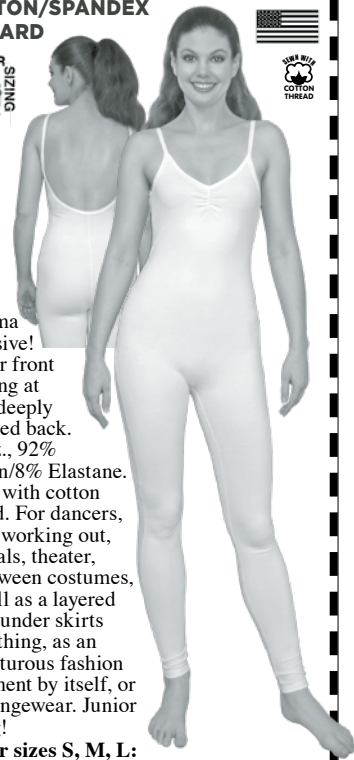 TON/SPANDEX
ARD
SIZING
SEWN WITH
COTTON
THREAD
ma
sive!
r front
ng at
deeply
ed back.
z., 92%
n/8% Elastane.
with cotton
d. For dancers,
working out,
als, theater,
ween costumes,
ll as a layered
under skirts
thing, as an
turous fashion
ment by itself, or
ngewear. Junior
g!
r sizes S, M, L: